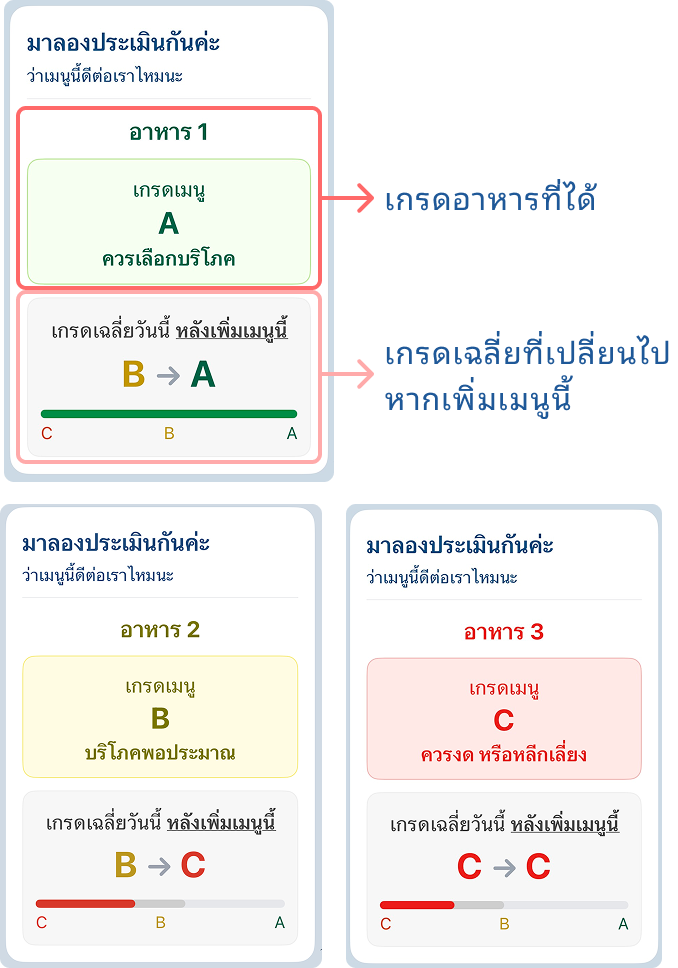 มาลองประเมินกันค่ะ
ว่าเมนูนี้ดีต่อเราไหมนะ
อาหาร 1
เกรดเมนู
A
ควรเลือกบริโภค
เกรดอาหารที่ได้
เกรดเฉลี่ยวันนี้ หลังเพิ่มเมนูนี้
B → A
C B A
เกรดเฉลี่ยที่เปลี่ยนไป
หากเพิ่มเมนูนี้
มาลองประเมินกันค่ะ
ว่าเมนูนี้ดีต่อเราไหมนะ
อาหาร 2
เกรดเมนู
B
บริโภคพอประมาณ
เกรดเฉลี่ยวันนี้ หลังเพิ่มเมนูนี้
B → C
C B A
มาลองประเมินกันค่ะ
ว่าเมนูนี้ดีต่อเราไหมนะ
อาหาร 3
เกรดเมนู
C
ควรงด หรือหลีกเลี่ยง
เกรดเฉลี่ยวันนี้ หลังเพิ่มเมนูนี้
C → C
C B A